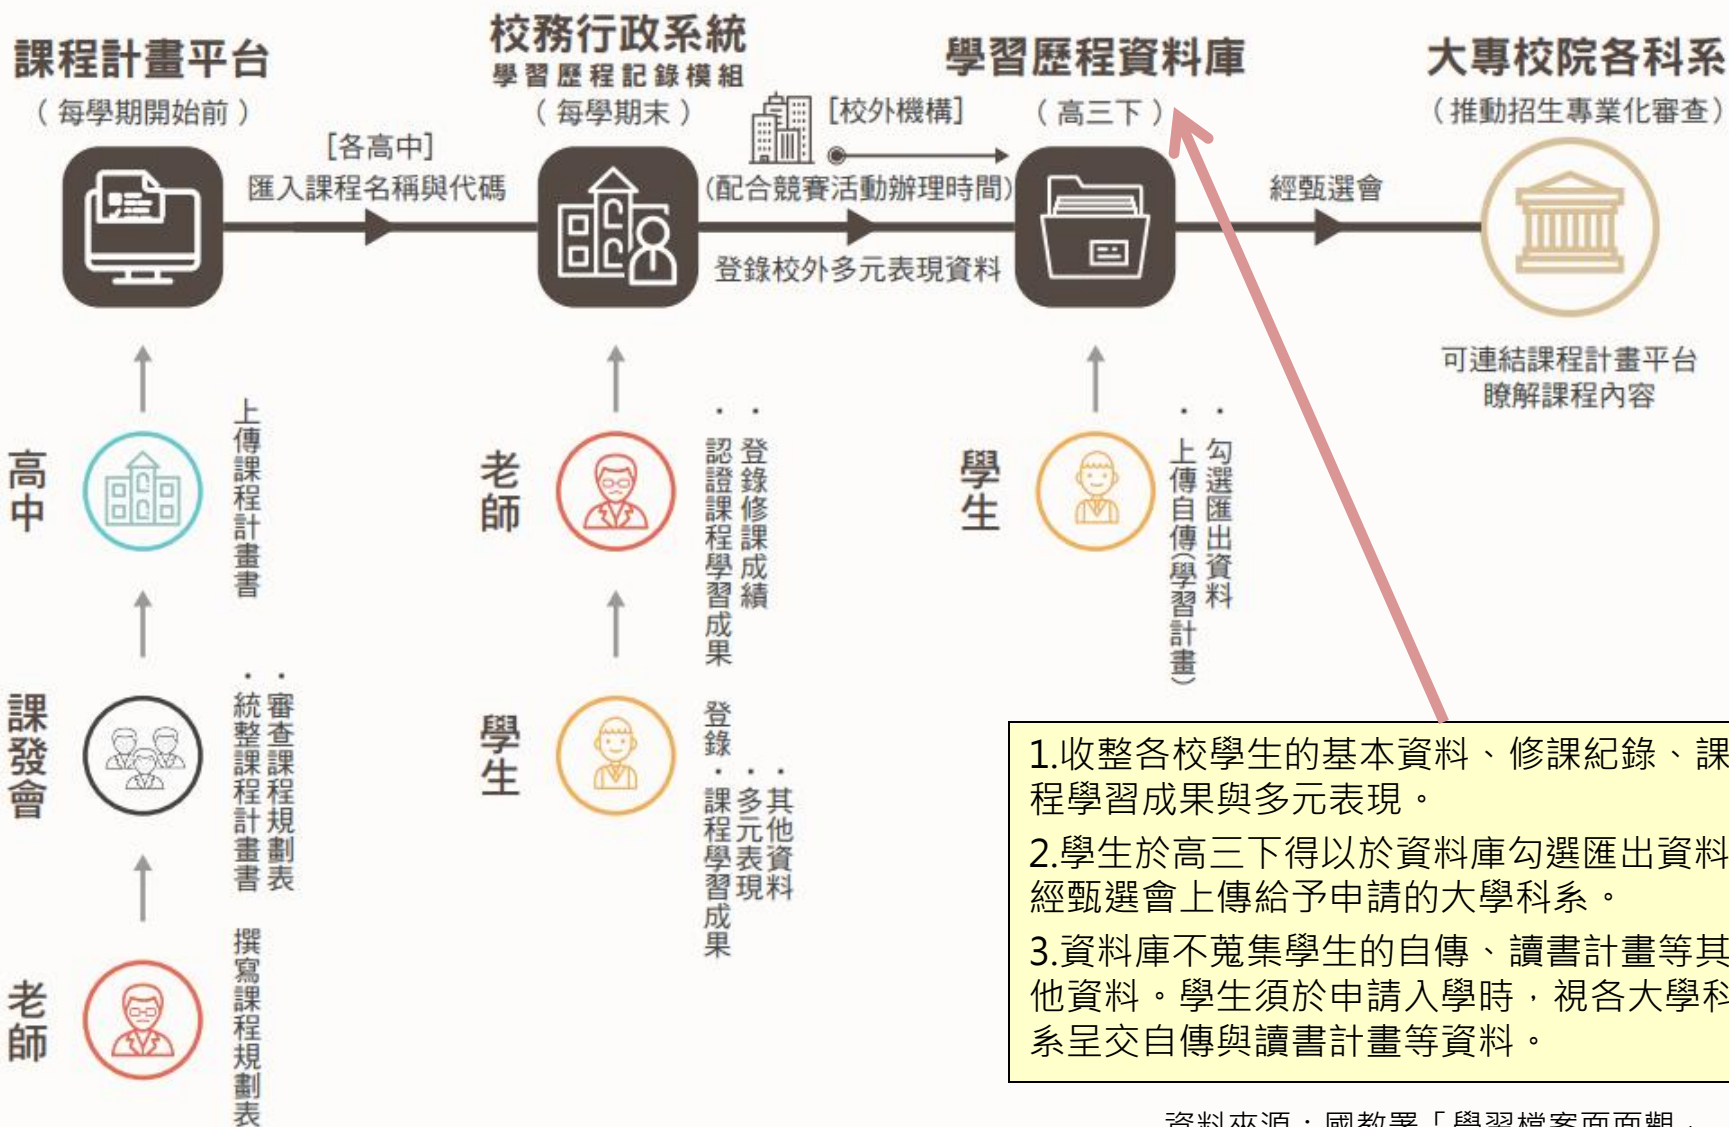 課程計畫平台
（每學期開始前）
[各高中]
匯入課程名稱與代碼
校務行政系統
學習歷程記錄模組
（每學期末）
[校外機構]
(配合競賽活動辦理時間)
登錄校外多元表現資料
學習歷程資料庫
（高三下）
經甄選會
大專校院各科系
（推動招生專業化審查）
可連結課程計畫平台
瞭解課程內容
高中
上傳課程計畫書
課發會
・審查課程規劃表
・統整課程計畫書
老師
撰寫課程規劃表
老師
・登錄修課成績
・認證課程學習成果
學生
登錄
・其他資料
・多元表現
・課程學習成果
學生
・勾選匯出資料
・上傳自傳(學習計畫)
1.收整各校學生的基本資料、修課紀錄、課
程學習成果與多元表現。
2.學生於高三下得以於資料庫勾選匯出資料
經甄選會上傳給予申請的大學科系。
3.資料庫不蒐集學生的自傳、讀書計畫等其
他資料。學生須於申請入學時，視各大學科
系呈交自傳與讀書計畫等資料。
資料來源：國教署「學習檔案面面觀」